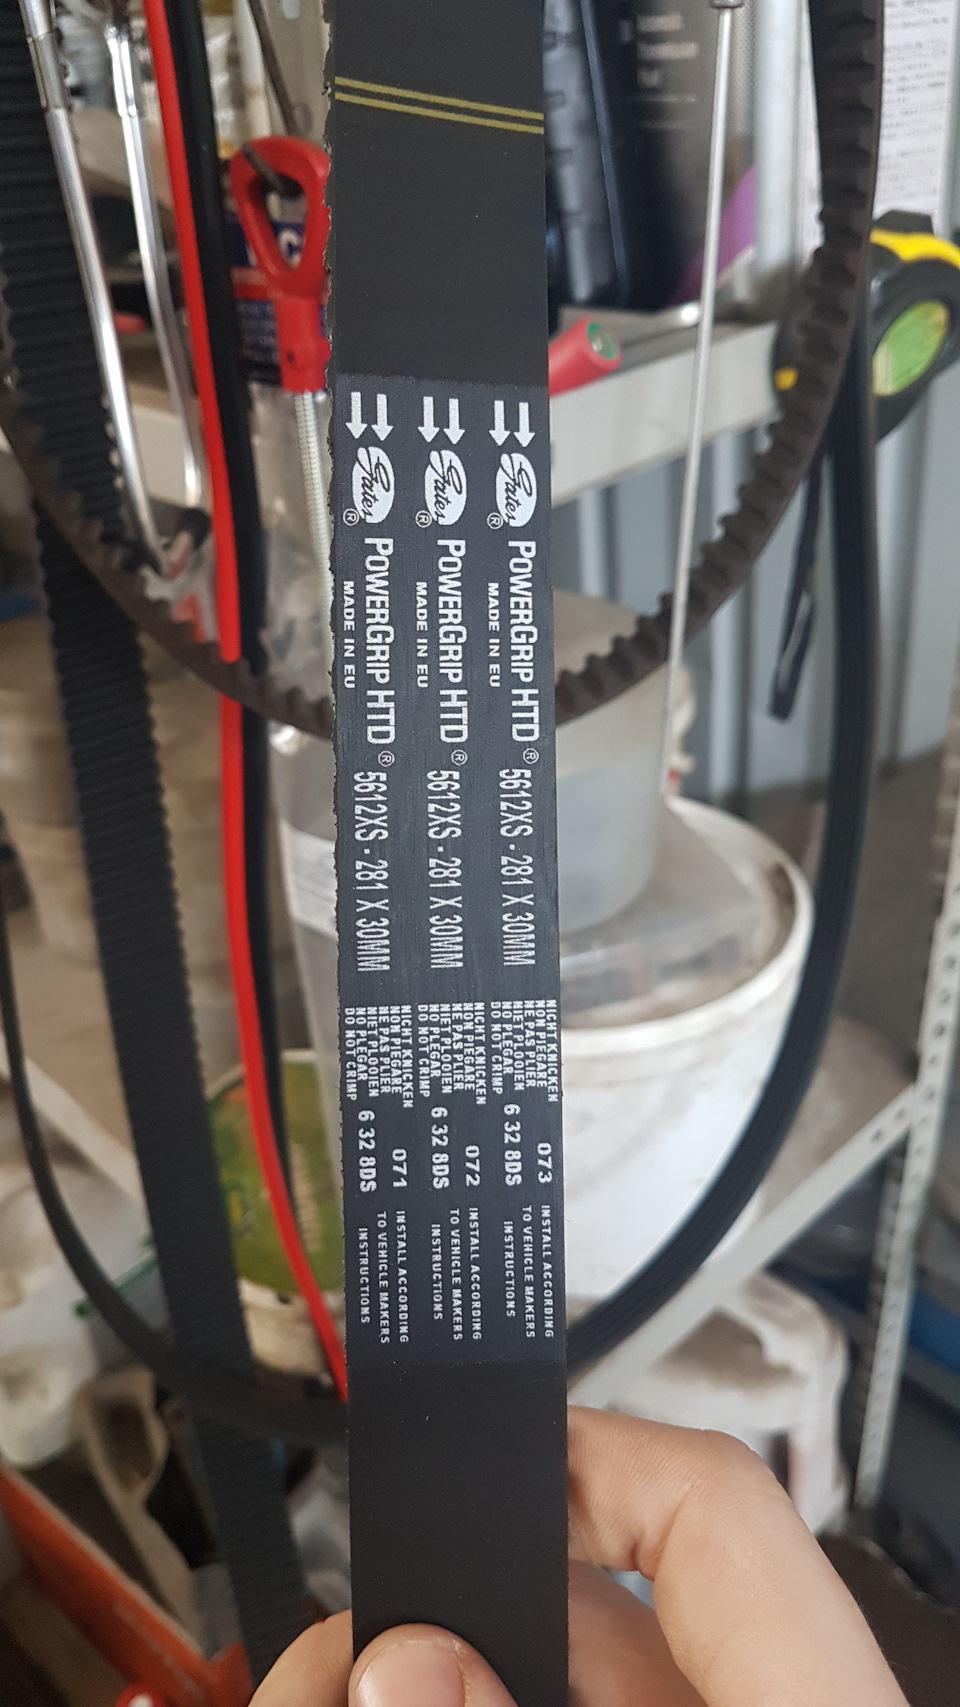 Gates®
POWERGRIP HTD®
MADE IN EU
5612XS · 281 X 30MM
NICHT KNICKEN
NON PIEGARE
NE PAS PLIER
NIET PLOOIEN
NO PLEGAR
DO NOT CRIMP
073
6 32 8DS
INSTALL ACCORDING
TO VEHICLE MAKERS
INSTRUCTIONS
Gates®
POWERGRIP HTD®
MADE IN EU
5612XS · 281 X 30MM
NICHT KNICKEN
NON PIEGARE
NE PAS PLIER
NIET PLOOIEN
NO PLEGAR
DO NOT CRIMP
072
6 32 8DS
INSTALL ACCORDING
TO VEHICLE MAKERS
INSTRUCTIONS
Gates®
POWERGRIP HTD®
MADE IN EU
5612XS · 281 X 30MM
NICHT KNICKEN
NON PIEGARE
NE PAS PLIER
NIET PLOOIEN
NO PLEGAR
DO NOT CRIMP
071
6 32 8DS
INSTALL ACCORDING
TO VEHICLE MAKERS
INSTRUCTIONS